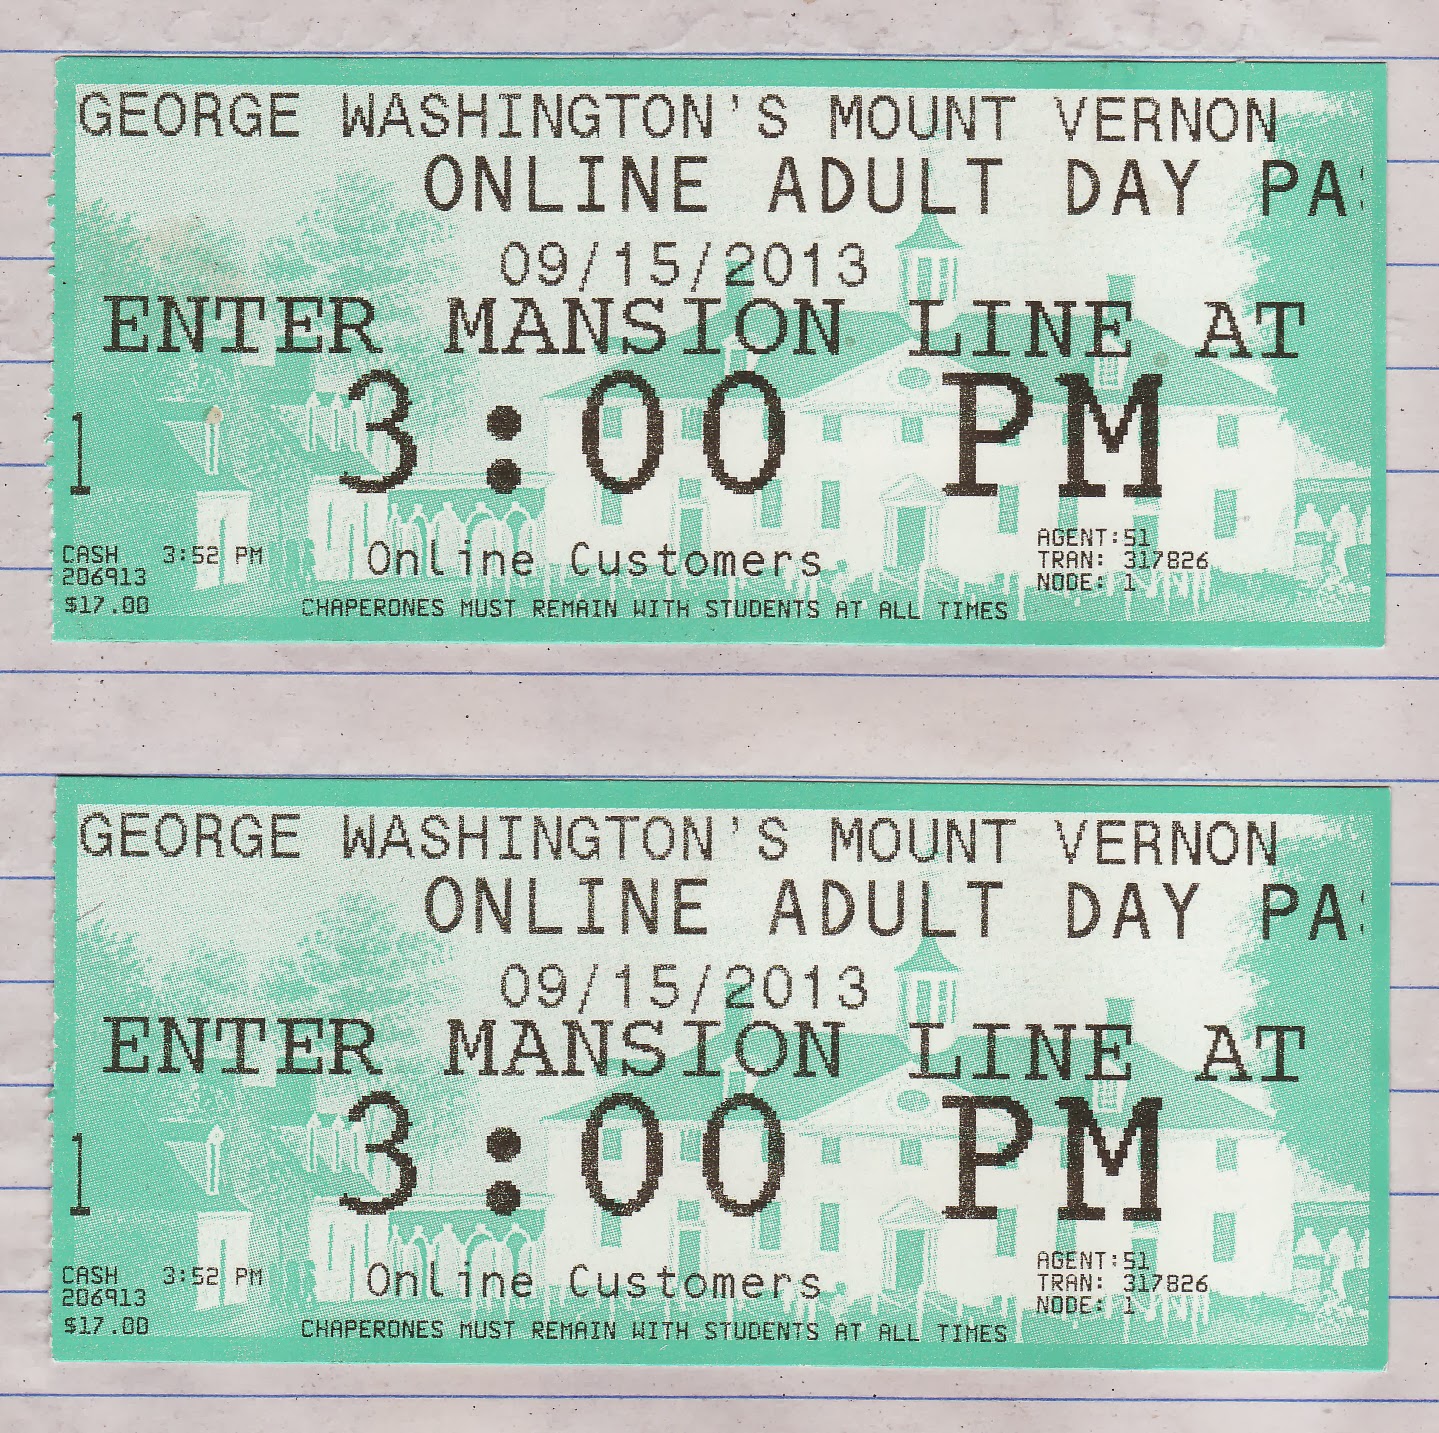 GEORGE WASHINGTON'S MOUNT VERNON
ONLINE ADULT DAY
09/15/2013
ENTER MANSION LINE AT
1 3:00 PM
CASH 3:52 PM
206913
$17.00
Online Customers
AGENT:51
TRAN: 317826
NODE: 1
CHAPERONES MUST REMAIN WITH STUDENTS AT ALL TIMES
GEORGE WASHINGTON'S MOUNT VERNON
ONLINE ADULT DAY
09/15/2013
ENTER MANSION LINE AT
1 3:00 PM
CASH 3:52 PM
206913
$17.00
Online Customers
AGENT:51
TRAN: 317826
NODE: 1
CHAPERONES MUST REMAIN WITH STUDENTS AT ALL TIMES